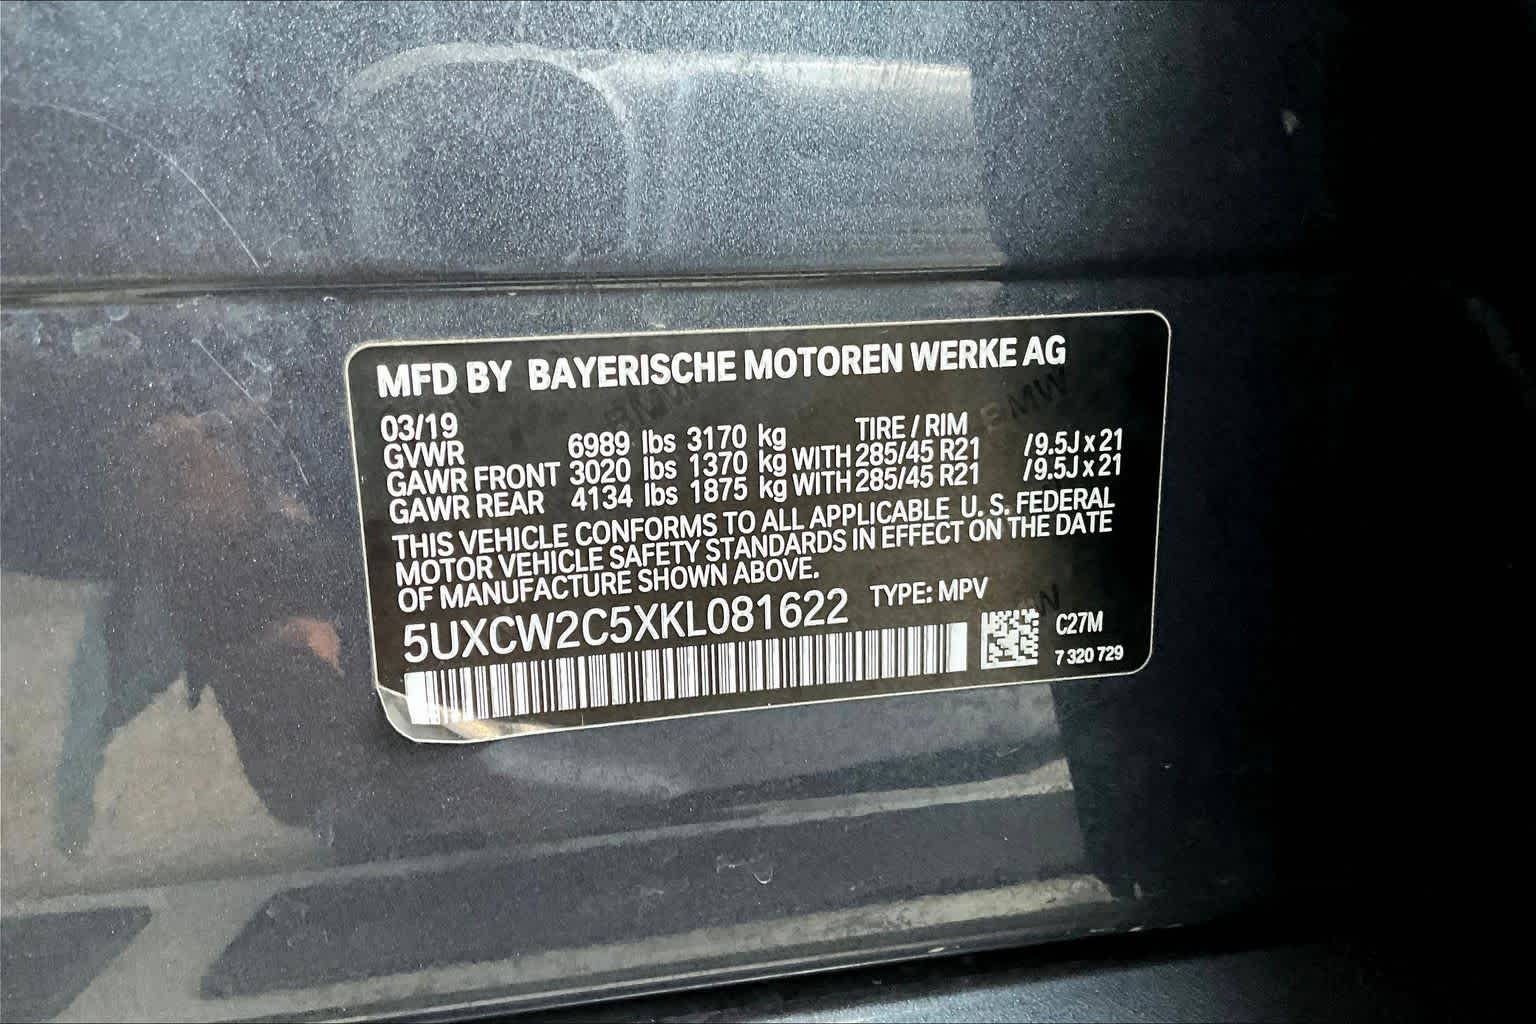 MFD BY BAYERISCHE MOTOREN WERKE AG
03/19 TIRE / RIM
GVWR 6989 lbs 3170 kg
GAWR FRONT 3020 lbs 1370 kg WITH 285/45 R21 /9.5J x 21
GAWR REAR 4134 lbs 1875 kg WITH 285/45 R21 /9.5J x 21
THIS VEHICLE CONFORMS TO ALL APPLICABLE U. S. FEDERAL
MOTOR VEHICLE SAFETY STANDARDS IN EFFECT ON THE DATE
OF MANUFACTURE SHOWN ABOVE.
5UXCW2C5XKL081622 TYPE: MPV
C27M
7 320 729
BMW
BMW